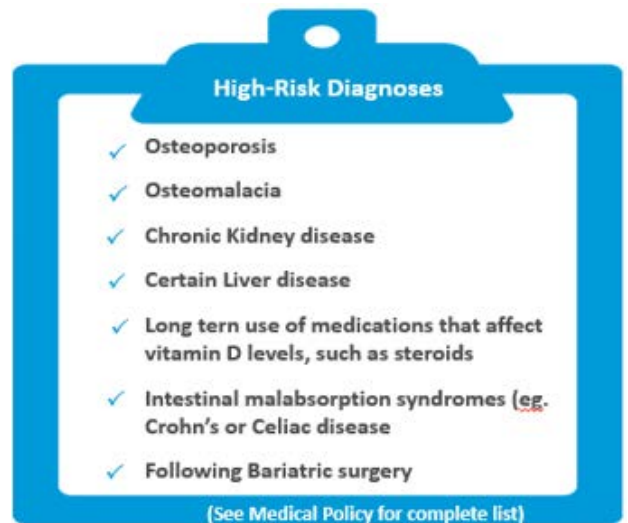 High-Risk Diagnoses
✓ Osteoporosis
✓ Osteomalacia
✓ Chronic Kidney disease
✓ Certain Liver disease
✓ Long tern use of medications that affect
vitamin D levels, such as steroids
✓ Intestinal malabsorption syndromes (eg.
Crohn's or Celiac disease
✓ Following Bariatric surgery
(See Medical Policy for complete list)